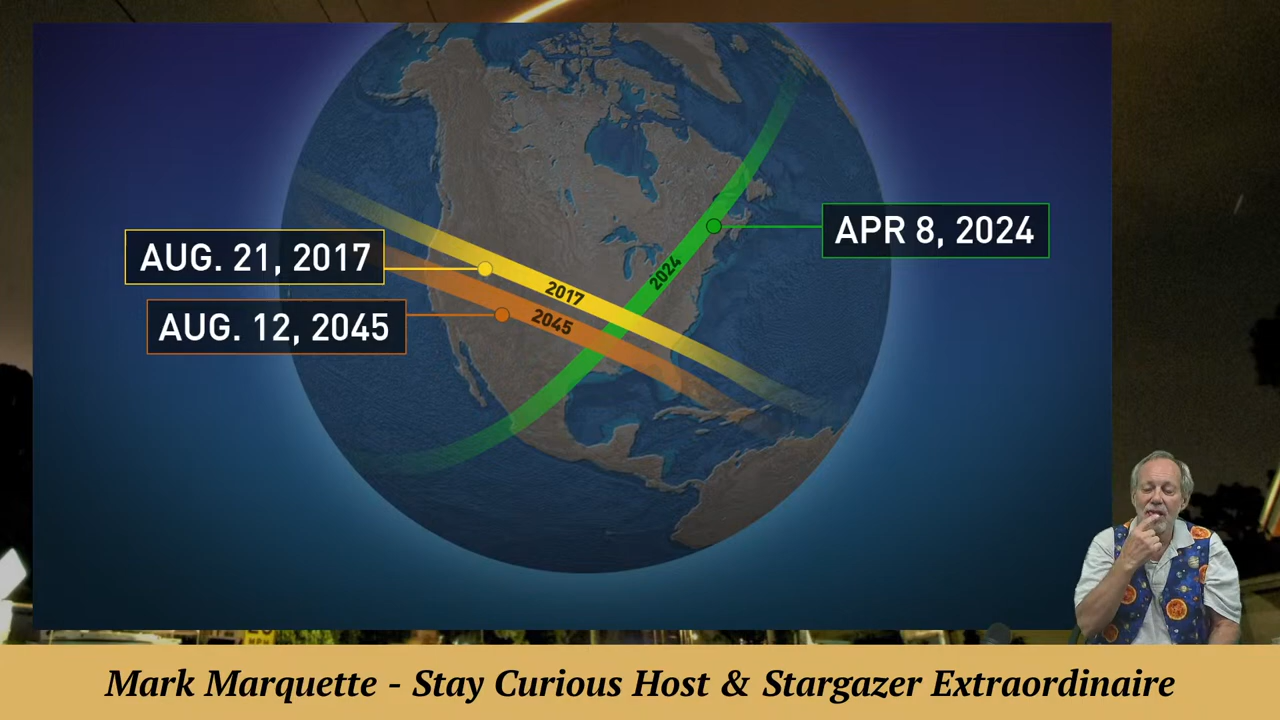 AUG. 21, 2017
AUG. 12, 2045
APR 8, 2024
2017
2045
2024
Mark Marquette - Stay Curious Host & Stargazer Extraordinaire